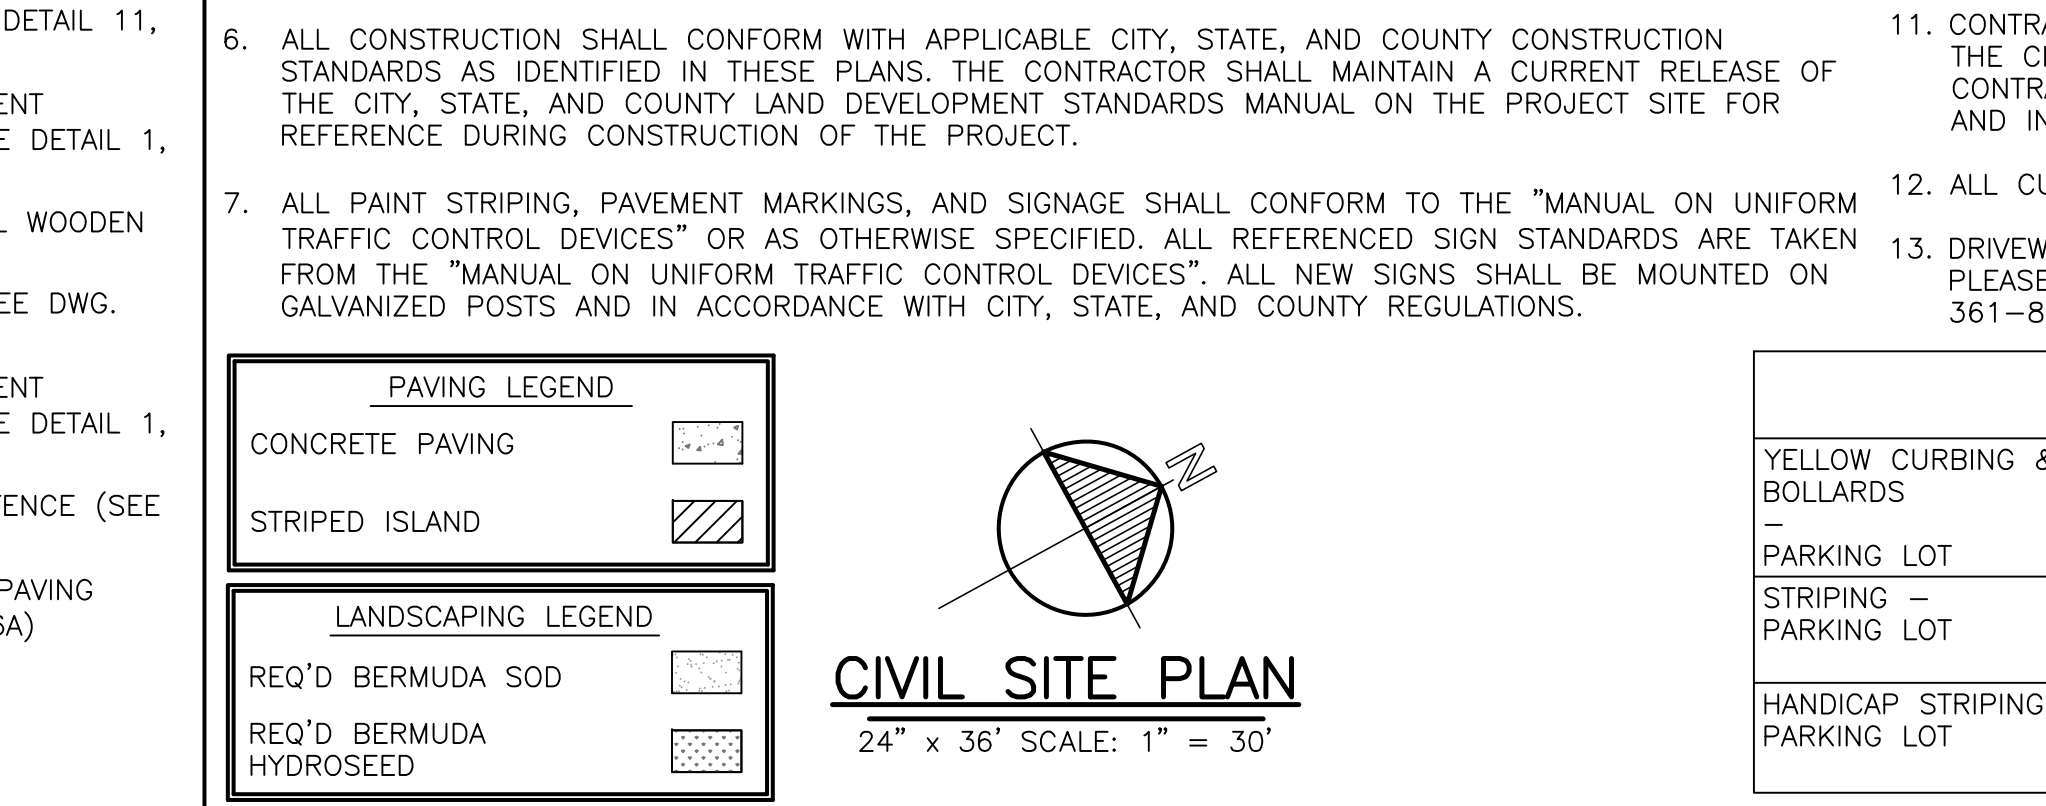 DETAIL 11,
ENT
E DETAIL 1,
L WOODEN
EE DWG.
ENT
E DETAIL 1,
FENCE (SEE
PAVING
6A)
6. ALL CONSTRUCTION SHALL CONFORM WITH APPLICABLE CITY, STATE, AND COUNTY CONSTRUCTION
STANDARDS AS IDENTIFIED IN THESE PLANS. THE CONTRACTOR SHALL MAINTAIN A CURRENT RELEASE OF
THE CITY, STATE, AND COUNTY LAND DEVELOPMENT STANDARDS MANUAL ON THE PROJECT SITE FOR
REFERENCE DURING CONSTRUCTION OF THE PROJECT.
7. ALL PAINT STRIPING, PAVEMENT MARKINGS, AND SIGNAGE SHALL CONFORM TO THE "MANUAL ON UNIFORM
TRAFFIC CONTROL DEVICES" OR AS OTHERWISE SPECIFIED. ALL REFERENCED SIGN STANDARDS ARE TAKEN
FROM THE "MANUAL ON UNIFORM TRAFFIC CONTROL DEVICES". ALL NEW SIGNS SHALL BE MOUNTED ON
GALVANIZED POSTS AND IN ACCORDANCE WITH CITY, STATE, AND COUNTY REGULATIONS.
PAVING LEGEND
CONCRETE PAVING
STRIPED ISLAND
LANDSCAPING LEGEND
REQ'D BERMUDA SOD
REQ'D BERMUDA
HYDROSEED
N
CIVIL SITE PLAN
24" x 36' SCALE: 1" = 30'
11. CONTRA
THE CI
CONTRA
AND IN
12. ALL CU
13. DRIVEW
PLEASE
361-8
YELLOW CURBING &
BOLLARDS
-
PARKING LOT
STRIPING -
PARKING LOT
HANDICAP STRIPING
PARKING LOT